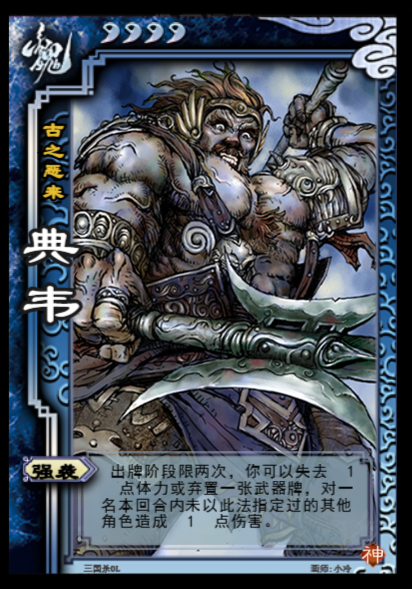 魏
古之恶来
典韦
强袭
出牌阶段限两次，你可以失去 1
点体力或弃置一张武器牌，对一
名本回合内未以此法指定过的其他
角色造成 1 点伤害。
三国杀OL
画师：小冷
神